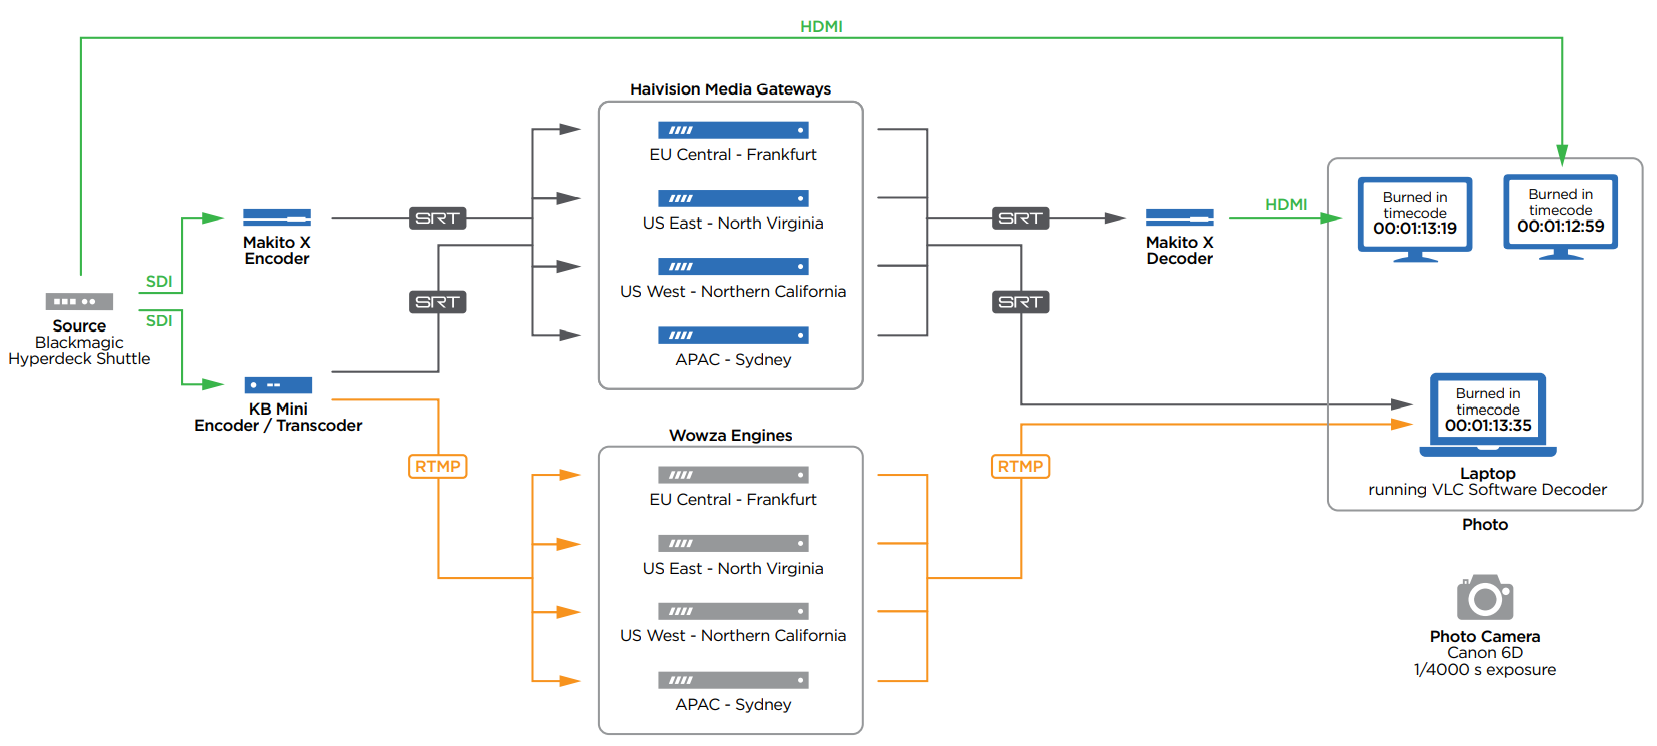 HDMI
Haivision Media Gateways
EU Central - Frankfurt
US East - North Virginia
US West - Northern California
APAC - Sydney
SDI
SDI
Source
Blackmagic
Hyperdeck Shuttle
Makito X
Encoder
KB Mini
Encoder / Transcoder
SRT
SRT
RTMP
Wowza Engines
EU Central - Frankfurt
US East - North Virginia
US West - Northern California
APAC - Sydney
SRT
SRT
RTMP
Makito X
Decoder
HDMI
Burned in
timecode
00:01:13:19
Burned in
timecode
00:01:12:59
Burned in
timecode
00:01:13:35
Laptop
running VLC Software Decoder
Photo
Photo Camera
Canon 6D
1/4000 s exposure